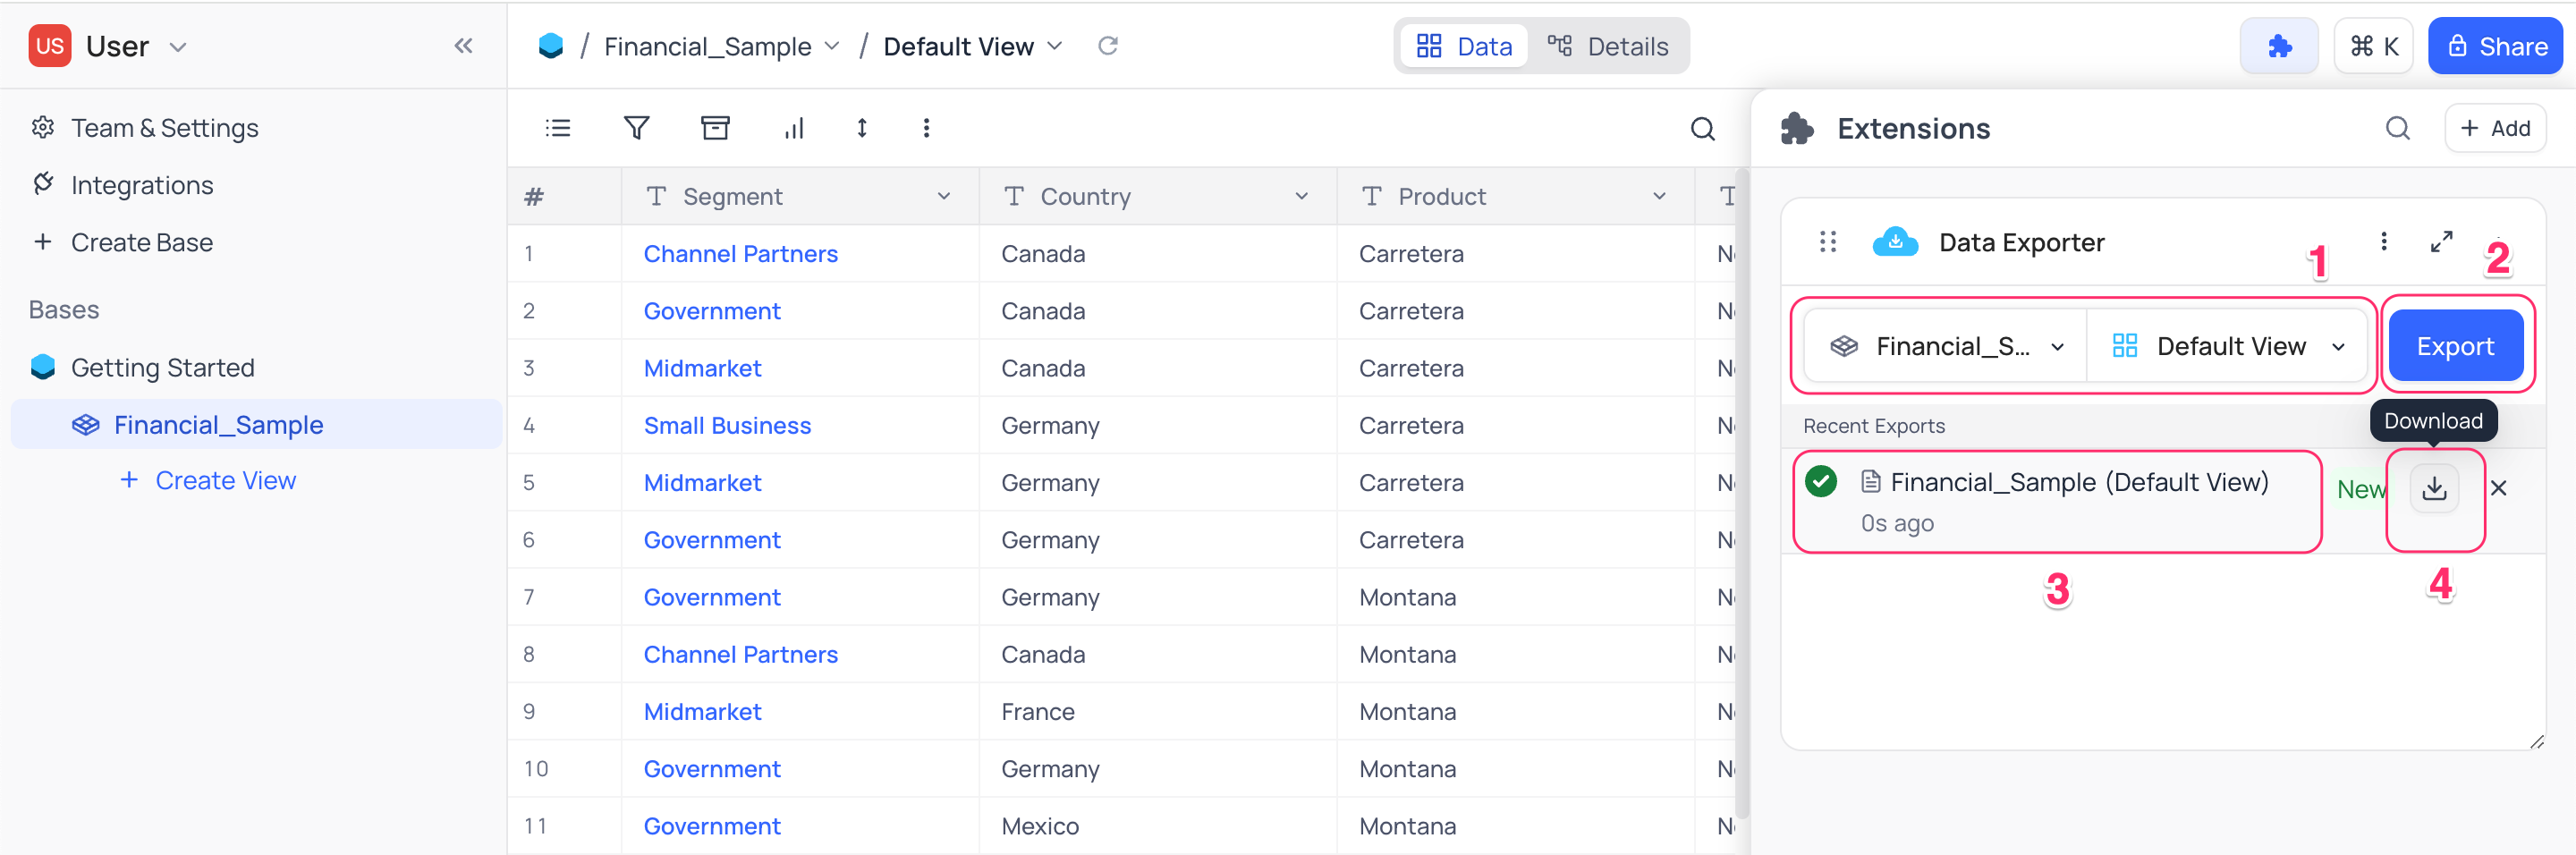 US User
/ Financial_Sample / Default View
Data Details
⌘ K
Share
Team & Settings
Integrations
+ Create Base
Bases
Getting Started
Financial_Sample
+ Create View
# Segment Country Product
1 Channel Partners Canada Carretera
2 Government Canada Carretera
3 Midmarket Canada Carretera
4 Small Business Germany Carretera
5 Midmarket Germany Carretera
6 Government Germany Carretera
7 Government Germany Montana
8 Channel Partners Canada Montana
9 Midmarket France Montana
10 Government Germany Montana
11 Government Mexico Montana
Extensions
+ Add
Data Exporter
1
2
Financial_S... Default View Export
Download
Recent Exports
Financial_Sample (Default View) New
0s ago
3
4